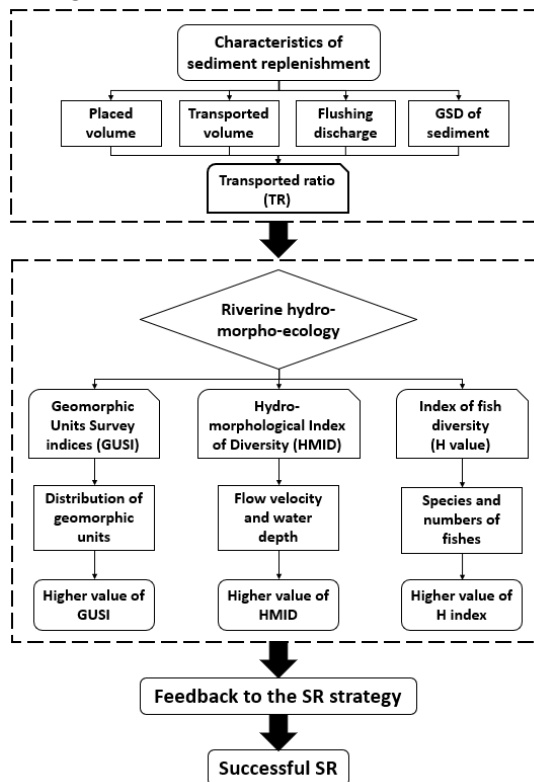 Characteristics of
sediment replenishment
Placed
volume
Transported
volume
Flushing
discharge
GSD of
sediment
Transported ratio
(TR)
Riverine hydro-
morpho-ecology
Geomorphic
Units Survey
indices (GUSI)
Hydro-
morphological Index
of Diversity (HMID)
Index of fish
diversity
(H value)
Distribution of
geomorphic
units
Flow velocity
and water
depth
Species and
numbers of
fishes
Higher value of
GUSI
Higher value of
HMID
Higher value of
H index
Feedback to the SR strategy
Successful SR